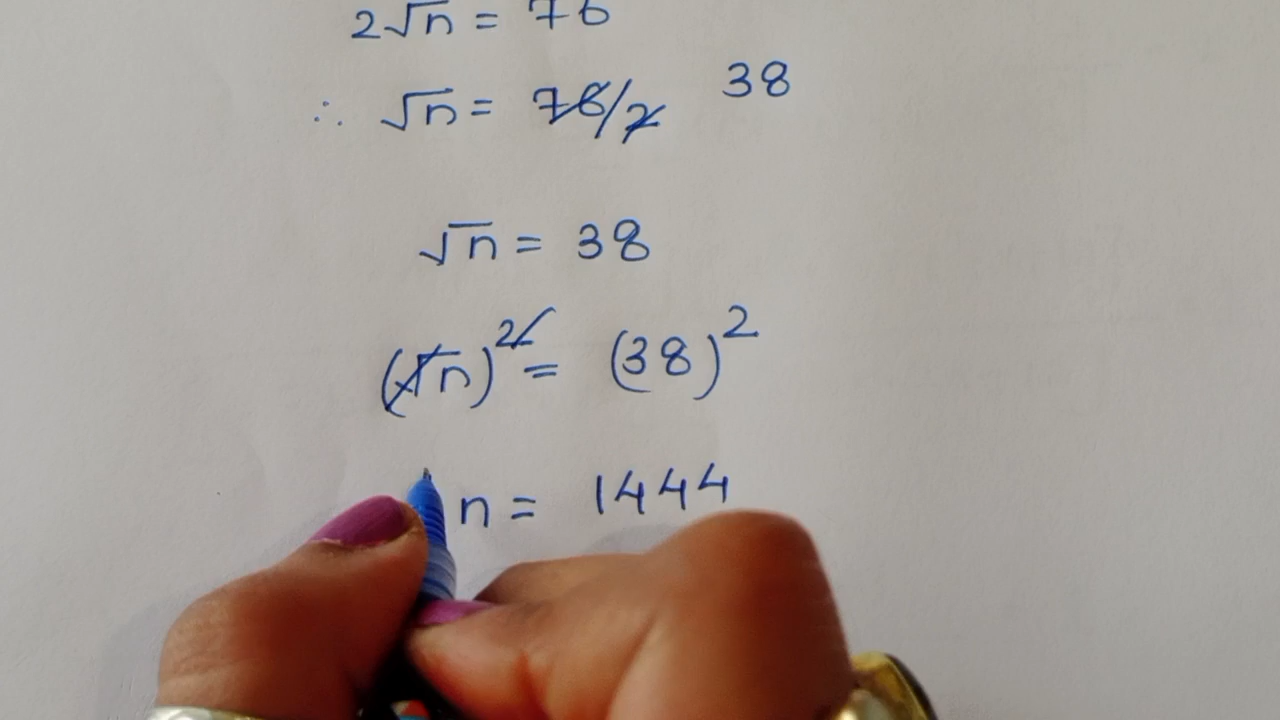 2√n = 76
∴ √n = 76/2 38
√n = 38
(√n)² = (38)²
n = 1444